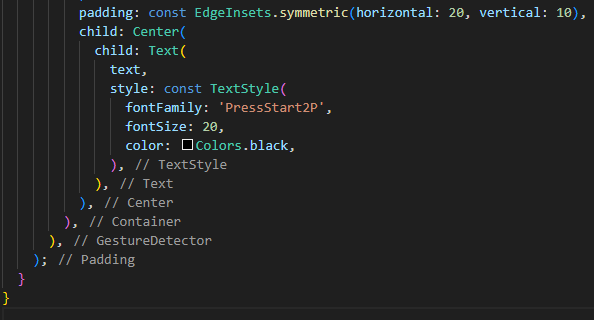 padding: const EdgeInsets.symmetric(horizontal: 20, vertical: 10),
child: Center(
child: Text(
text,
style: const TextStyle(
fontFamily: 'PressStart2P',
fontSize: 20,
color: Colors.black,
), // TextStyle
), // Text
), // Center
), // Container
), // GestureDetector
); // Padding
}
}